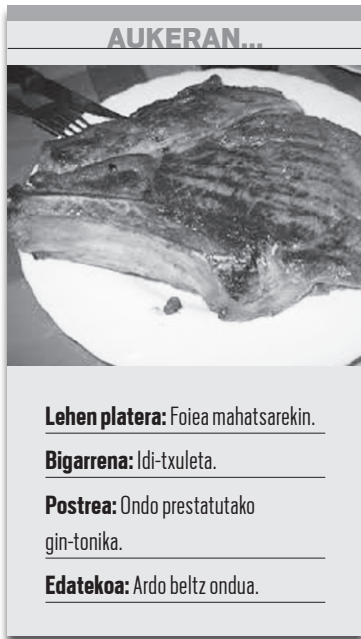 AUKERAN...
Lehen platera: Foiea mahatsarekin.
Bigarrena: Idi-txuleta.
Postrea: Ondo prestatutako
gin-tonika.
Edatekoa: Ardo beltz ondua.